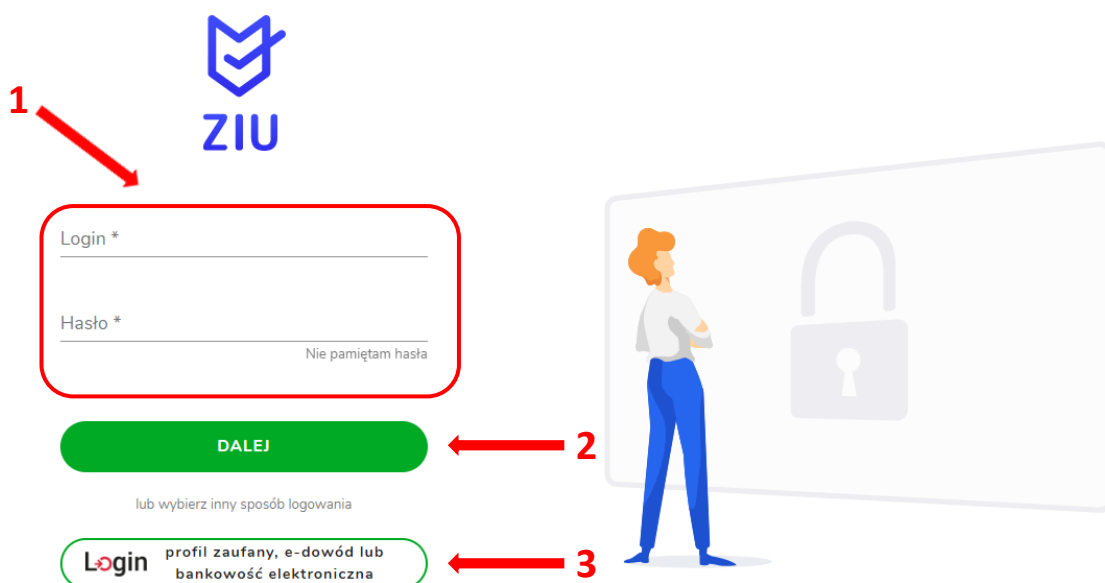 1
ZIU
Login *
Hasło *
Nie pamiętam hasła
DALEJ
2
lub wybierz inny sposób logowania
Login
profil zaufany, e-dowód lub
bankowość elektroniczna
3